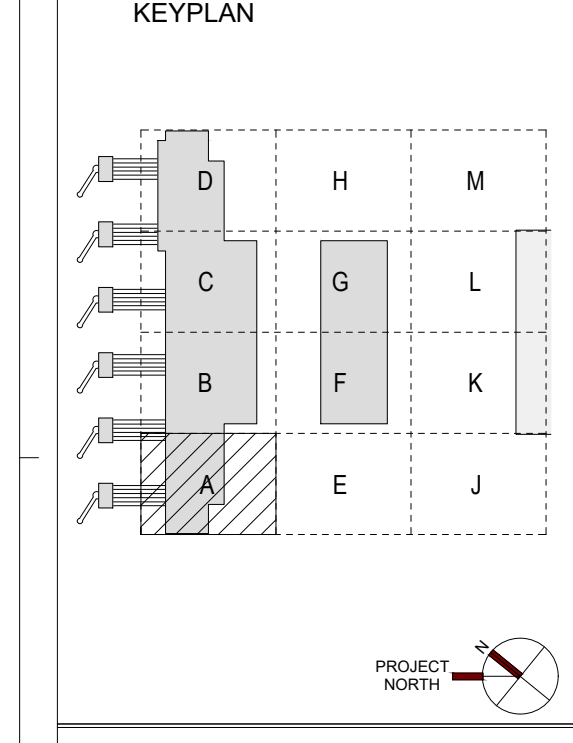 KEYPLAN
D H M
C G L
B F K
A E J
N
PROJECT
NORTH